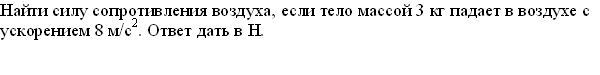 Найти силу сопротивления воздуха, если тело массой 3 кг падает в воздухе с
ускорением 8 м/с². Ответ дать в Н.